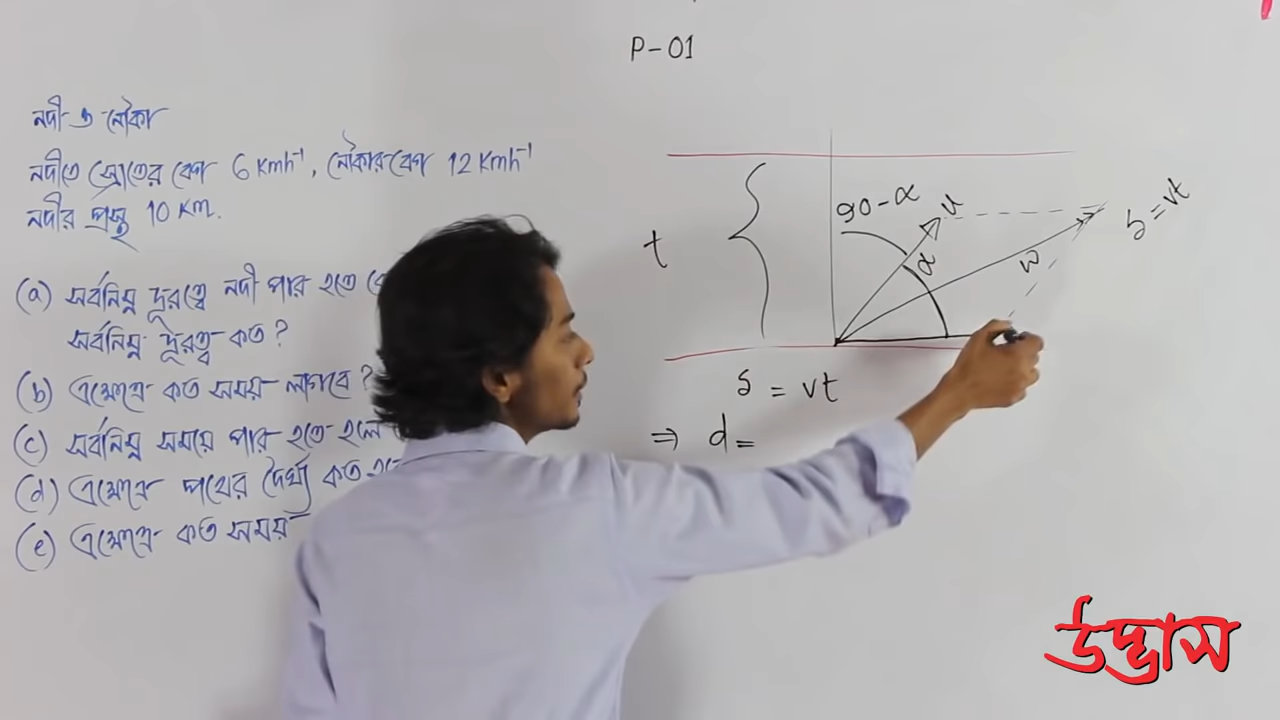 P-01
নদী ও নৌকা
নদীতে স্রোতের বেগ 6 kmh⁻¹, নৌকার বেগ 12 kmh⁻¹
নদীর প্রস্থ 10 km.
(a) সর্বনিম্ন দূরত্বে নদী পার হতে
সর্বনিম্ন দূরত্ব কত?
(b) এক্ষেত্রে কত সময় লাগবে?
(c) সর্বনিম্ন সময়ে পার হতে হলে
(d) এক্ষেত্রে পথের দৈর্ঘ্য কত
(e) এক্ষেত্রে কত সময়
t
90-α
u
α
w
s = vt
s = vt
⇒ d =
উদ্ভাস